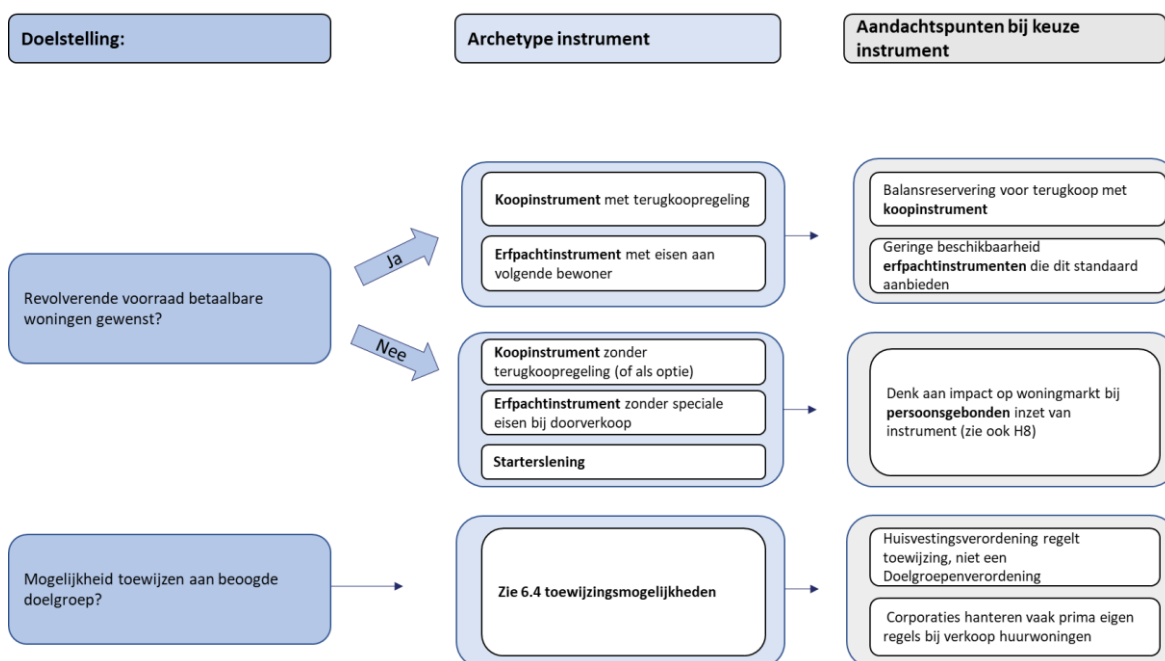 Doelstelling:
Archetype instrument
Aandachtspunten bij keuze
instrument
Revolverende voorraad betaalbare
woningen gewenst?
Ja
Koopinstrument met terugkoopregeling
Erfpachtinstrument met eisen aan
volgende bewoner
Balansreservering voor terugkoop met
koopinstrument
Geringe beschikbaarheid
erfpachtinstrumenten die dit standaard
aanbieden
Nee
Koopinstrument zonder
terugkoopregeling (of als optie)
Erfpachtinstrument zonder speciale
eisen bij doorverkoop
Starterslening
Denk aan impact op woningmarkt bij
persoonsgebonden inzet van
instrument (zie ook H8)
Mogelijkheid toewijzen aan beoogde
doelgroep?
Zie 6.4 toewijzingsmogelijkheden
Huisvestingsverordening regelt
toewijzing, niet een
Doelgroepenverordening
Corporaties hanteren vaak prima eigen
regels bij verkoop huurwoningen